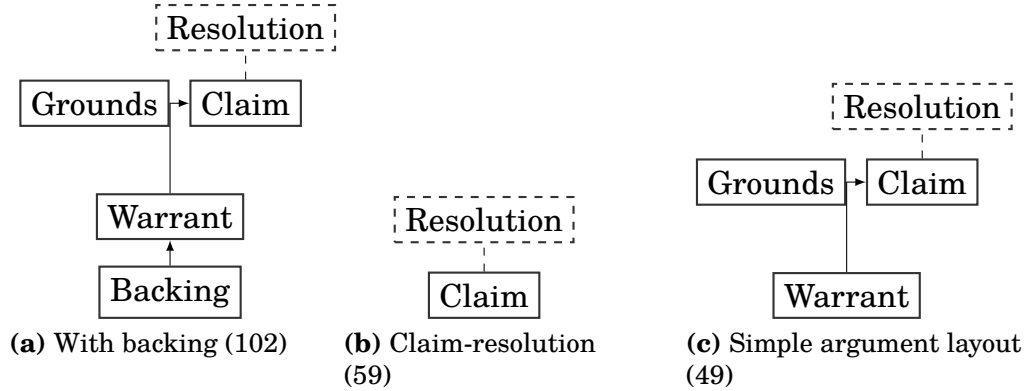 Resolution
Grounds
Claim
Warrant
Backing
(a) With backing (102)
Resolution
Claim
(b) Claim-resolution
(59)
Resolution
Grounds
Claim
Warrant
(c) Simple argument layout
(49)